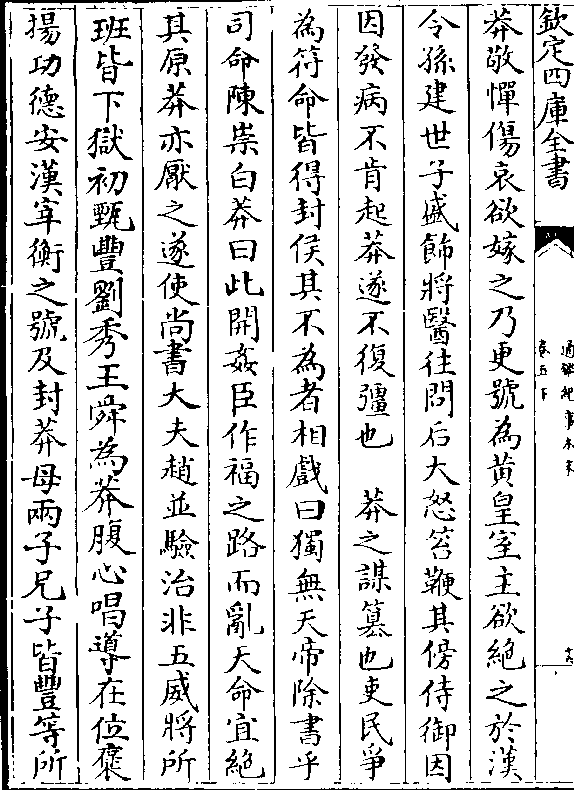 欽定四庫全書
通鑑紀事本末
卷五下
莽敬憚傷哀欲嫁之乃更號為黄皇室主欲絶之於漢
令孫建世子盛飾將醫往問后大怒笞鞭其傍侍御因
因發病不肯起莽遂不復彊也　莽之謀簒也吏民爭
為符命皆得封侯其不為者相戲曰獨無天帝除書乎
司命陳崇白莽曰此開姦臣作福之路而亂天命宜絶
其原莽亦厭之遂使尚書大夫趙並驗治非五威將所
班皆下獄初甄豐劉秀王舜為莽腹心唱導在位襃
揚功德安漢宰衡之號及封莽母兩子兄子皆豐等所